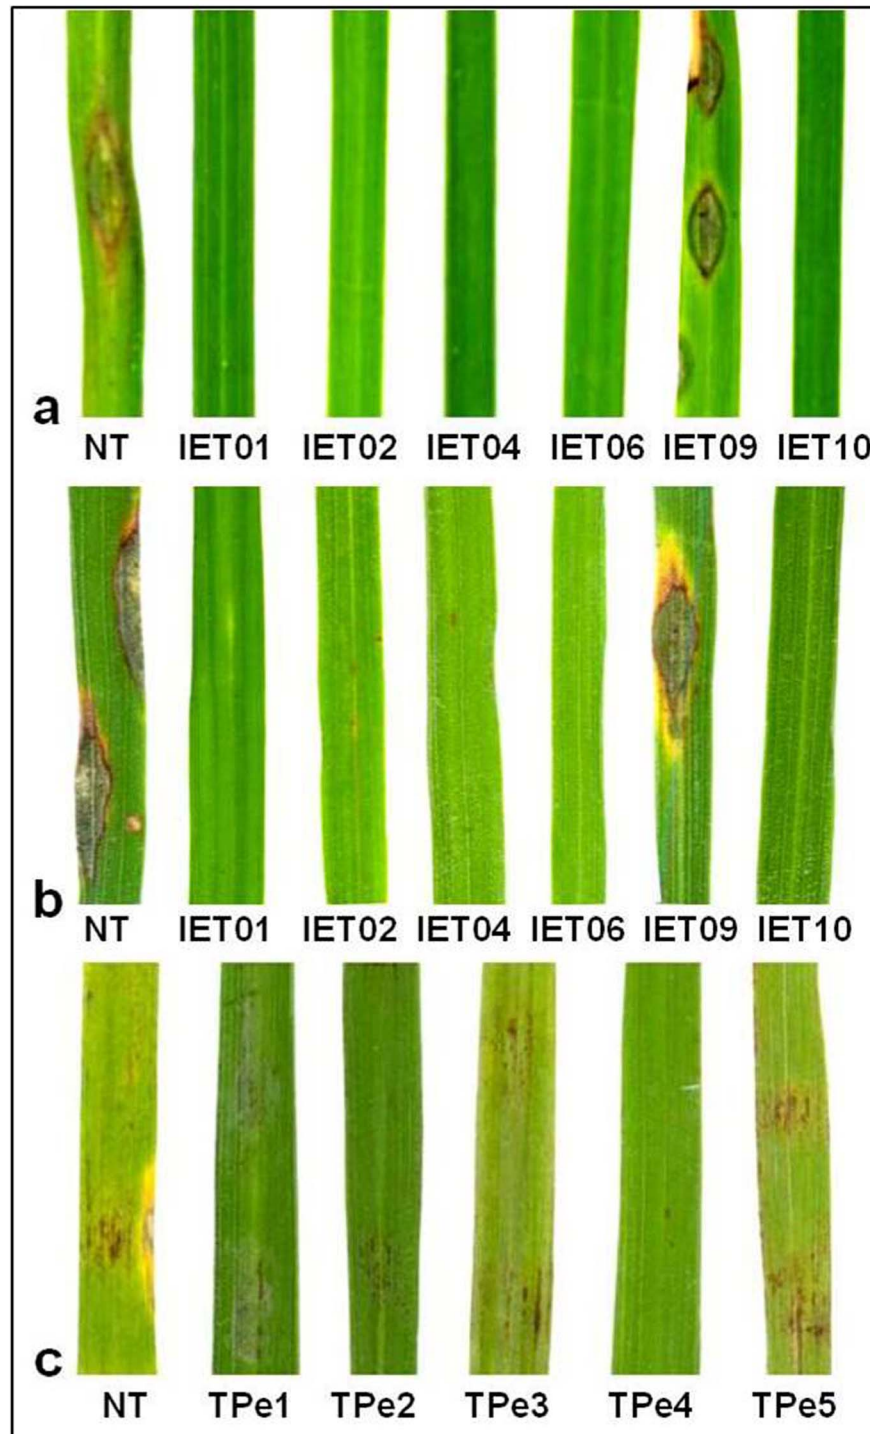 a
NT IET01 IET02 IET04 IET06 IET09 IET10
b
NT IET01 IET02 IET04 IET06 IET09 IET10
c
NT TPe1 TPe2 TPe3 TPe4 TPe5